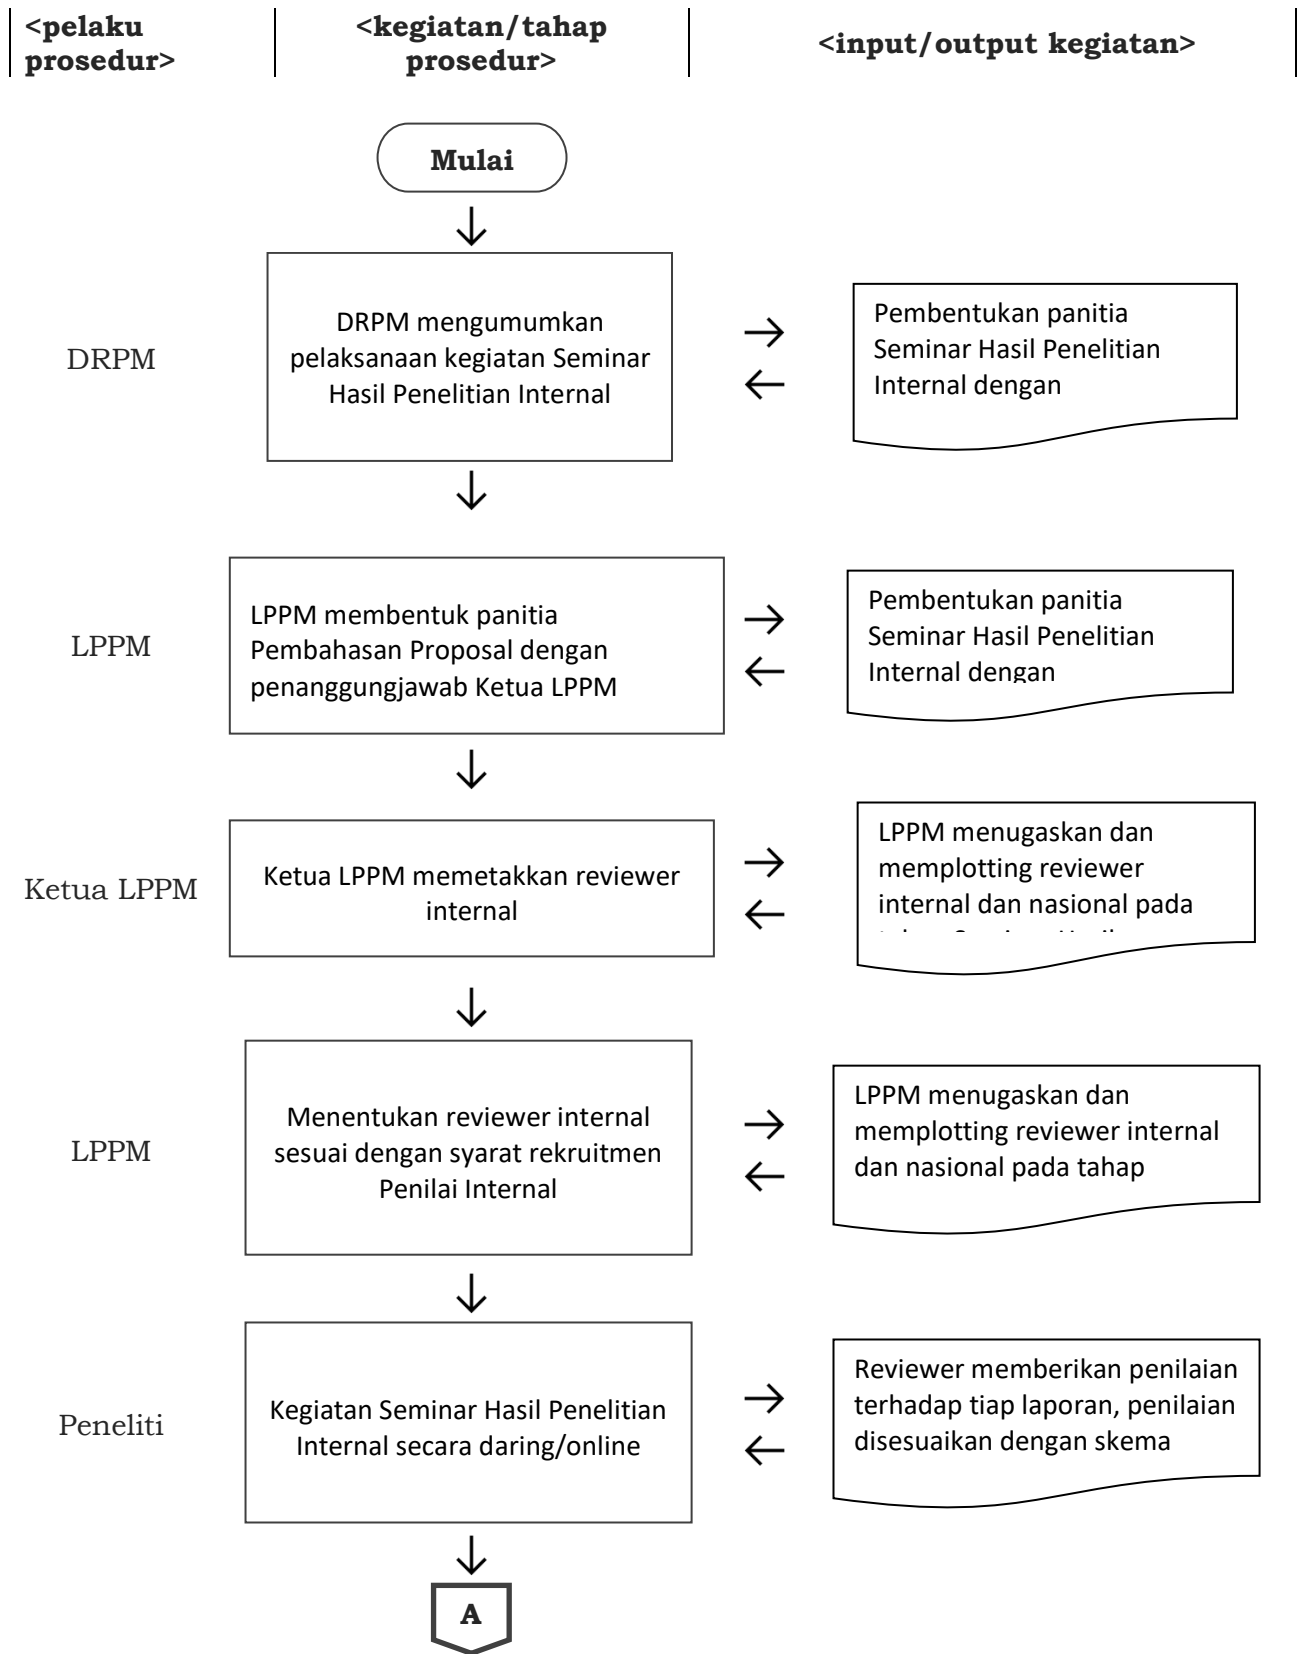 <pelaku
prosedur>
<kegiatan/tahap
prosedur>
<input/output kegiatan>
Mulai
DRPM
DRPM mengumumkan
pelaksanaan kegiatan Seminar
Hasil Penelitian Internal
Pembentukan panitia
Seminar Hasil Penelitian
Internal dengan
LPPM
LPPM membentuk panitia
Pembahasan Proposal dengan
penanggungjawab Ketua LPPM
Pembentukan panitia
Seminar Hasil Penelitian
Internal dengan
Ketua LPPM
Ketua LPPM memetakkan reviewer
internal
LPPM menugaskan dan
memplotting reviewer
internal dan nasional pada
LPPM
Menentukan reviewer internal
sesuai dengan syarat rekruitmen
Penilai Internal
LPPM menugaskan dan
memplotting reviewer internal
dan nasional pada tahap
Peneliti
Kegiatan Seminar Hasil Penelitian
Internal secara daring/online
Reviewer memberikan penilaian
terhadap tiap laporan, penilaian
disesuaikan dengan skema
A